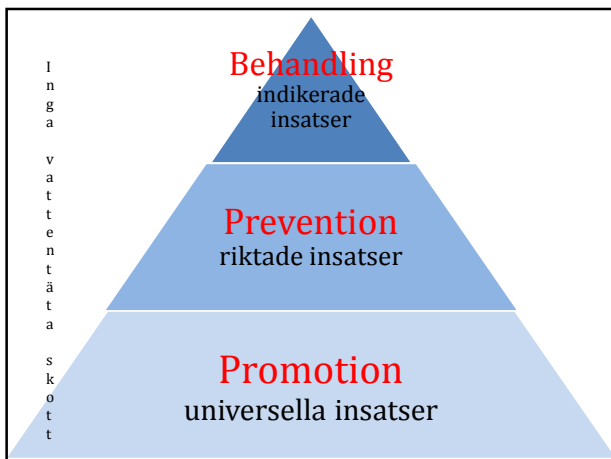 Inga vattentäta skott
Behandling
indikerade
insatser
Prevention
riktade insatser
Promotion
universella insatser